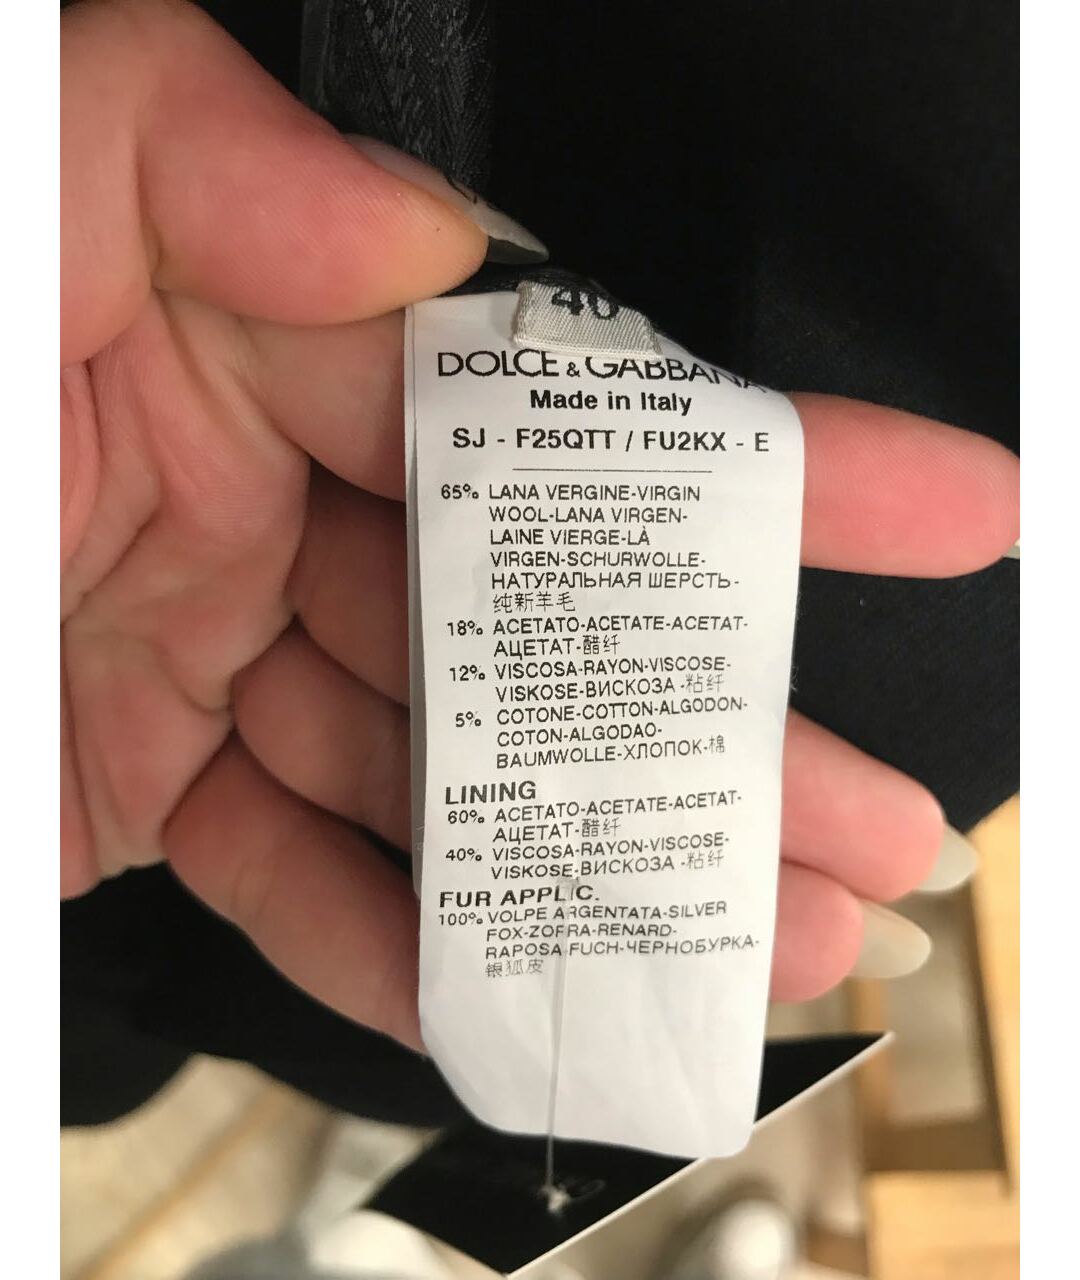 40
DOLCE & GABBANA
Made in Italy
SJ - F25QTT / FU2KX - E
65% LANA VERGINE-VIRGIN
WOOL-LANA VIRGEN-
LAINE VIERGE-LÀ
VIRGEN-SCHURWOLLE-
НАТУРАЛЬНАЯ ШЕРСТЬ-
纯新羊毛
18% ACETATO-ACETATE-ACETAT-
АЦЕТАТ-醋纤
12% VISCOSA-RAYON-VISCOSE-
VISKOSE-ВИСКОЗА -粘纤
5% COTONE-COTTON-ALGODON-
COTON-ALGODAO-
BAUMWOLLE-ХЛОПОК-棉
LINING
60% ACETATO-ACETATE-ACETAT-
АЦЕТАТ-醋纤
40% VISCOSA-RAYON-VISCOSE-
VISKOSE-ВИСКОЗА -粘纤
FUR APPLIC.
100% VOLPE ARGENTATA-SILVER
FOX-ZORRA-RENARD-
RAPOSA FUCH-ЧЕРНОБУРКА-
银狐皮